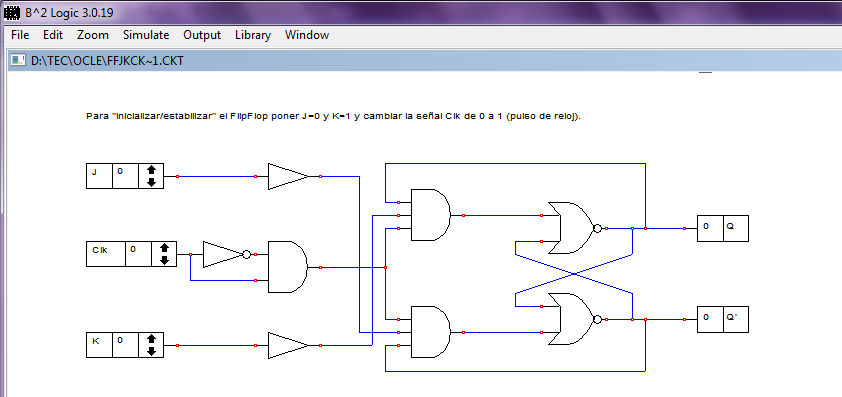 B^2 Logic 3.0.19
File Edit Zoom Simulate Output Library Window
D:\TEC\OCLE\FFJKCK~1.CKT
Para "inicializar/estabilizar" el FlipFlop poner J=0 y K=1 y cambiar la señal Clk de 0 a 1 (pulso de reloj).
J 0
0 Q
Clk 0
0 Q'
K 0